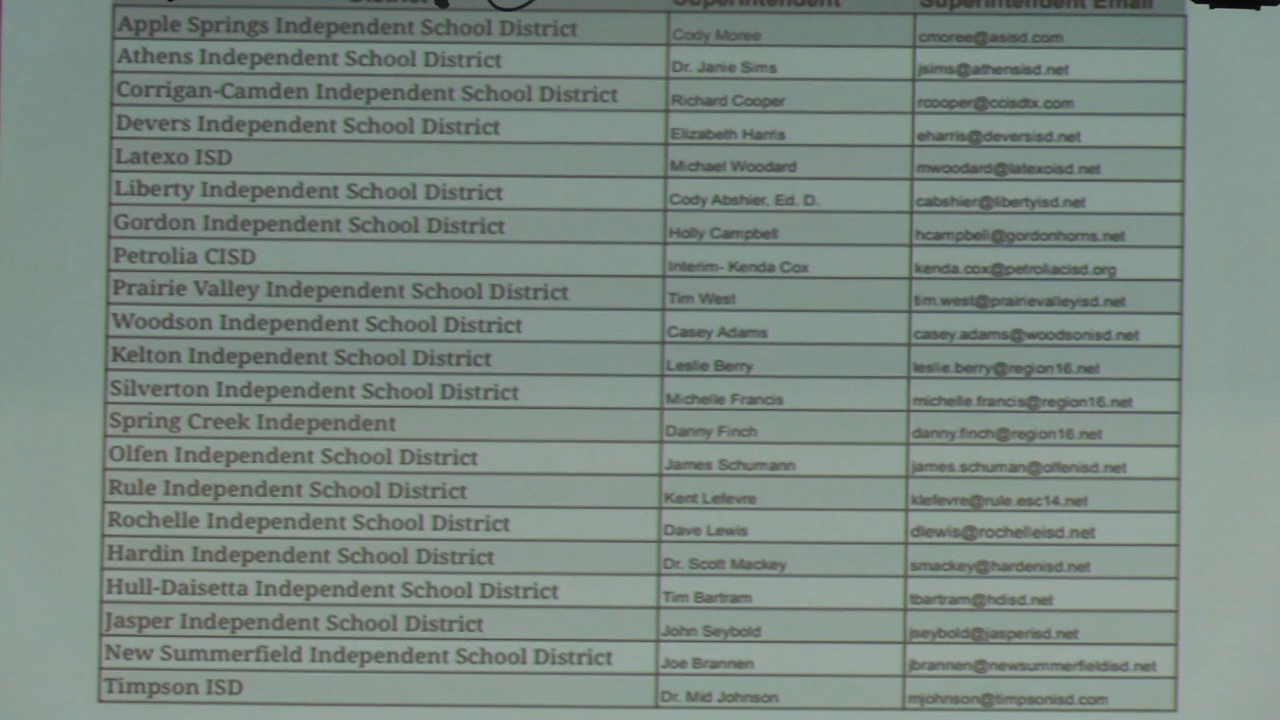 District Superintendent Superintendent Email
Apple Springs Independent School District Cody Moree cmoree@asisd.com
Athens Independent School District Dr. Janie Sims jsims@athensisd.net
Corrigan-Camden Independent School District Richard Cooper rcooper@ccisdtx.com
Devers Independent School District Elizabeth Harris eharris@deversisd.net
Latexo ISD Michael Woodard mwoodard@latexoisd.net
Liberty Independent School District Cody Abshier, Ed. D. cabshier@libertyisd.net
Gordon Independent School District Holly Campbell hcampbell@gordonhorns.net
Petrolia CISD Interim- Kenda Cox kenda.cox@petroliacisd.org
Prairie Valley Independent School District Tim West tim.west@prairievalleyisd.net
Woodson Independent School District Casey Adams casey.adams@woodsonisd.net
Kelton Independent School District Leslie Berry leslie.berry@region16.net
Silverton Independent School District Michelle Francis michelle.francis@region16.net
Spring Creek Independent Danny Finch danny.finch@region16.net
Olfen Independent School District James Schumann james.schuman@olfenisd.net
Rule Independent School District Kent Lefevre klefevre@rule.esc14.net
Rochelle Independent School District Dave Lewis dlewis@rochelleisd.net
Hardin Independent School District Dr. Scott Mackey smackey@hardenisd.net
Hull-Daisetta Independent School District Tim Bartram tbartram@hdisd.net
Jasper Independent School District John Seybold jseybold@jasperisd.net
New Summerfield Independent School District Joe Brannen jbrannen@newsummerfieldisd.net
Timpson ISD Dr. Mid Johnson mjohnson@timpsonisd.com